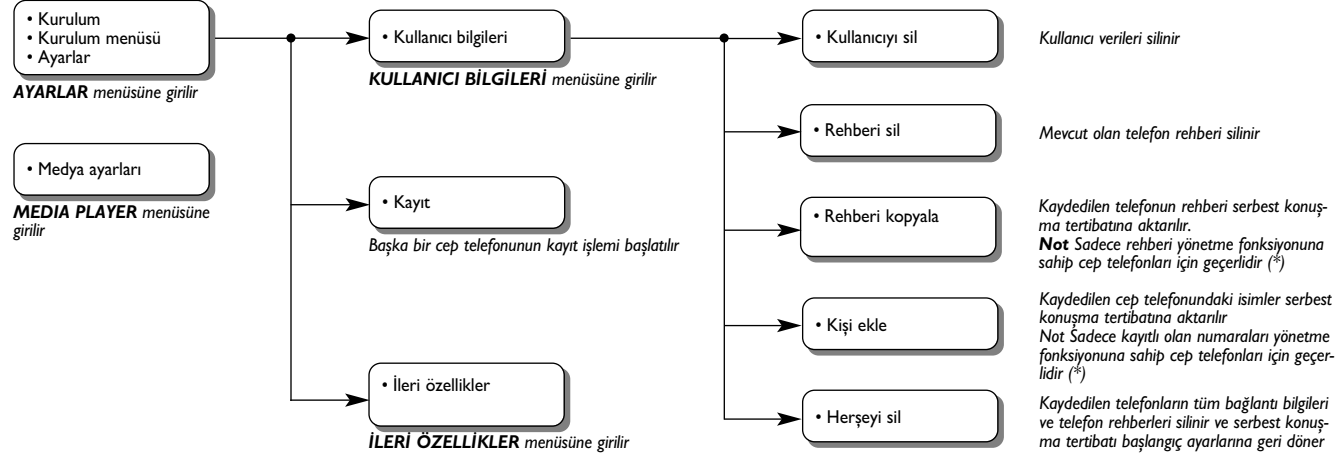 • Kurulum
• Kurulum menüsü
• Ayarlar
AYARLAR menüsüne girilir
• Medya ayarları
MEDIA PLAYER menüsüne
girilir
• Kullanıcı bilgileri
KULLANICI BİLGİLERİ menüsüne girilir
• Kayıt
Başka bir cep telefonunun kayıt işlemi başlatılır
• İleri özellikler
İLERİ ÖZELLİKLER menüsüne girilir
• Kullanıcıyı sil
Kullanıcı verileri silinir
• Rehberi sil
Mevcut olan telefon rehberi silinir
• Rehberi kopyala
Kaydedilen telefonun rehberi serbest konuş-
ma tertibatına aktarılır.
Not Sadece rehberi yönetme fonksiyonuna
sahip cep telefonları için geçerlidir (*)
• Kişi ekle
Kaydedilen cep telefonundaki isimler serbest
konuşma tertibatına aktarılır
Not Sadece kayıtlı olan numaraları yönetme
fonksiyonuna sahip cep telefonları için geçer-
lidir (*)
• Herşeyi sil
Kaydedilen telefonların tüm bağlantı bilgileri
ve telefon rehberleri silinir ve serbest konuş-
ma tertibatı başlangıç ayarlarına geri döner